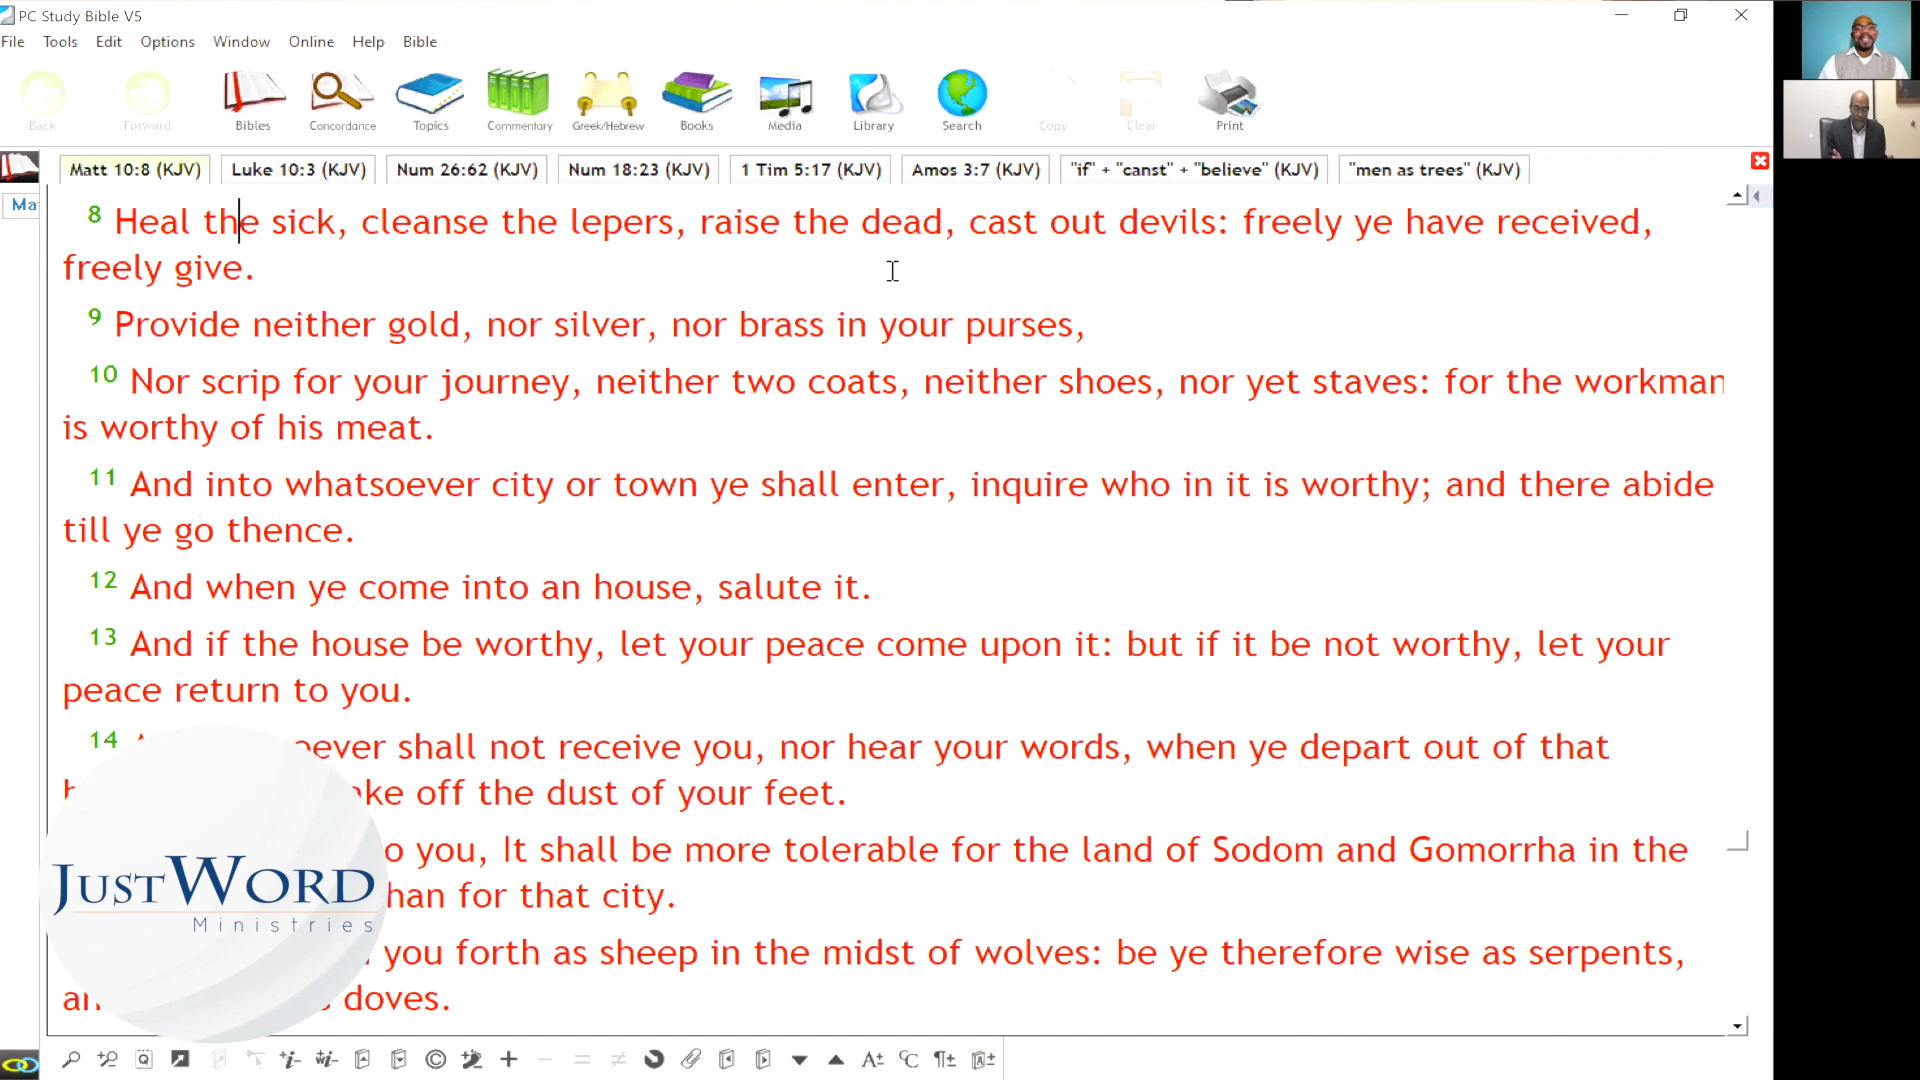 PC Study Bible V5
File Tools Edit Options Window Online Help Bible
Back Forward Bibles Concordance Topics Commentary Greek/Hebrew Books Media Library Search Copy Clear Print
Matt 10:8 (KJV) Luke 10:3 (KJV) Num 26:62 (KJV) Num 18:23 (KJV) 1 Tim 5:17 (KJV) Amos 3:7 (KJV) "if" + "canst" + "believe" (KJV) "men as trees" (KJV)
8 Heal the sick, cleanse the lepers, raise the dead, cast out devils: freely ye have received,
freely give.
9 Provide neither gold, nor silver, nor brass in your purses,
10 Nor scrip for your journey, neither two coats, neither shoes, nor yet staves: for the workman
is worthy of his meat.
11 And into whatsoever city or town ye shall enter, inquire who in it is worthy; and there abide
till ye go thence.
12 And when ye come into an house, salute it.
13 And if the house be worthy, let your peace come upon it: but if it be not worthy, let your
peace return to you.
14 shall not receive you, nor hear your words, when ye depart out of that
off the dust of your feet.
you, It shall be more tolerable for the land of Sodom and Gomorrha in the
for that city.
you forth as sheep in the midst of wolves: be ye therefore wise as serpents,
doves.
JUSTWORD
Ministries